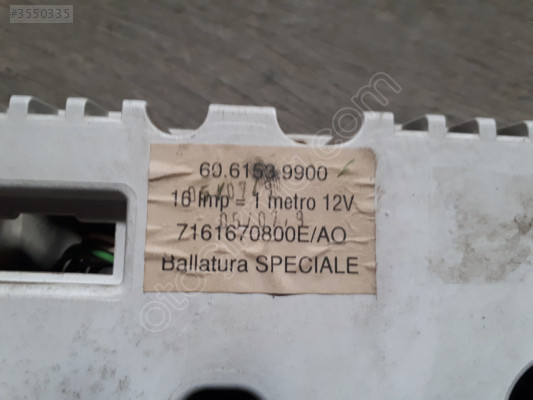 #3550335
60.6153.9900
16 imp = 1 metro 12V
7161670800E/AO
Ballatura SPECIALE